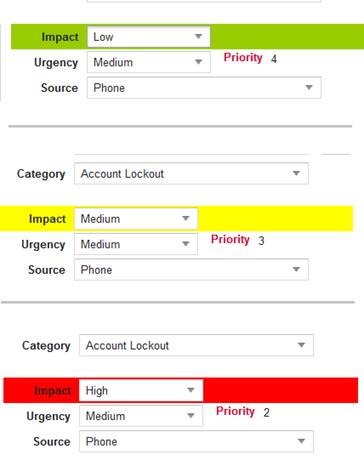 Impact Low
Urgency Medium Priority 4
Source Phone
Category Account Lockout
Impact Medium
Urgency Medium Priority 3
Source Phone
Category Account Lockout
Impact High
Urgency Medium Priority 2
Source Phone